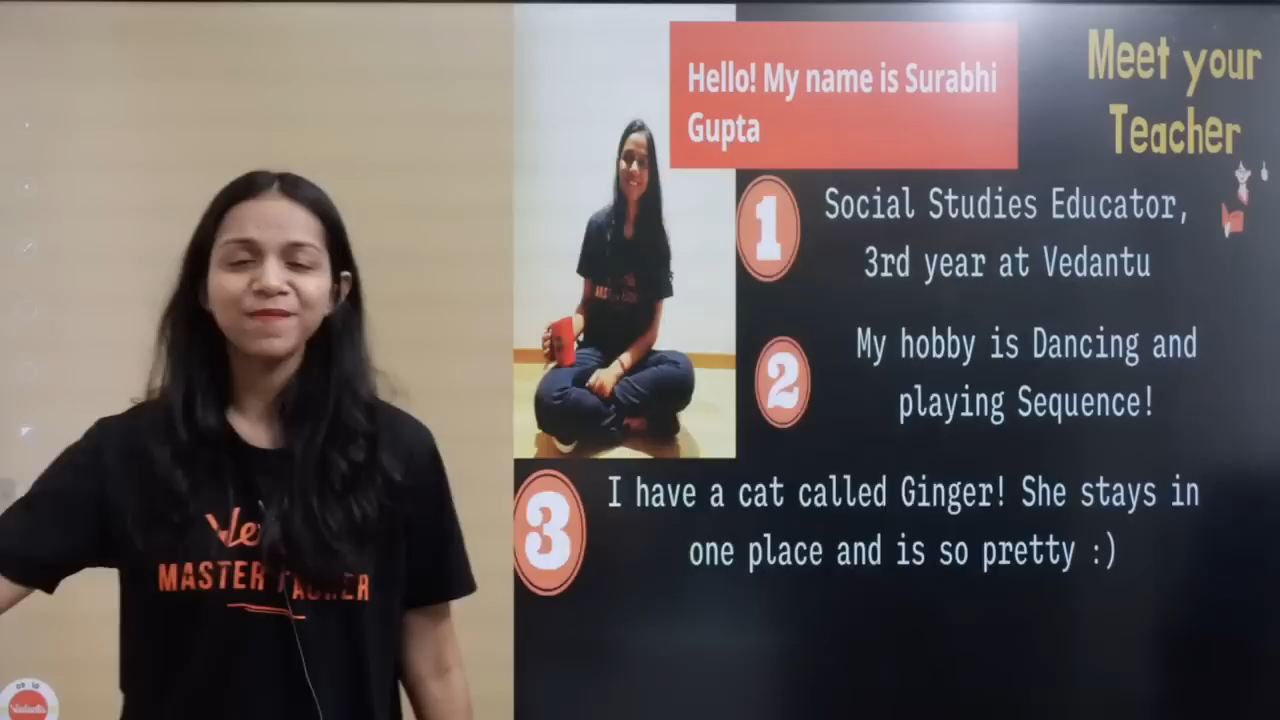 Hello! My name is Surabhi
Gupta
Meet your
Teacher
1
Social Studies Educator,
3rd year at Vedantu
2
My hobby is Dancing and
playing Sequence!
3
I have a cat called Ginger! She stays in
one place and is so pretty :)
MASTER
Vedantu